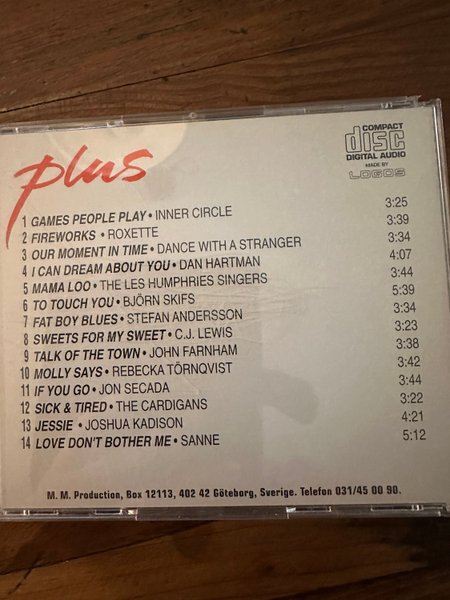 COMPACT
disc
DIGITAL AUDIO
MADE BY
LOGOS
plus
1 GAMES PEOPLE PLAY • INNER CIRCLE 3:25
2 FIREWORKS • ROXETTE 3:39
3 OUR MOMENT IN TIME • DANCE WITH A STRANGER 3:34
4 I CAN DREAM ABOUT YOU • DAN HARTMAN 4:07
5 MAMA LOO • THE LES HUMPHRIES SINGERS 3:44
6 TO TOUCH YOU • BJÖRN SKIFS 5:39
7 FAT BOY BLUES • STEFAN ANDERSSON 3:34
8 SWEETS FOR MY SWEET • C.J. LEWIS 3:23
9 TALK OF THE TOWN • JOHN FARNHAM 3:38
10 MOLLY SAYS • REBECKA TÖRNQVIST 3:42
11 IF YOU GO • JON SECADA 3:44
12 SICK & TIRED • THE CARDIGANS 3:22
13 JESSIE • JOSHUA KADISON 4:21
14 LOVE DON'T BOTHER ME • SANNE 5:12
M. M. Production, Box 12113, 402 42 Göteborg, Sverige. Telefon 031/45 00 90.